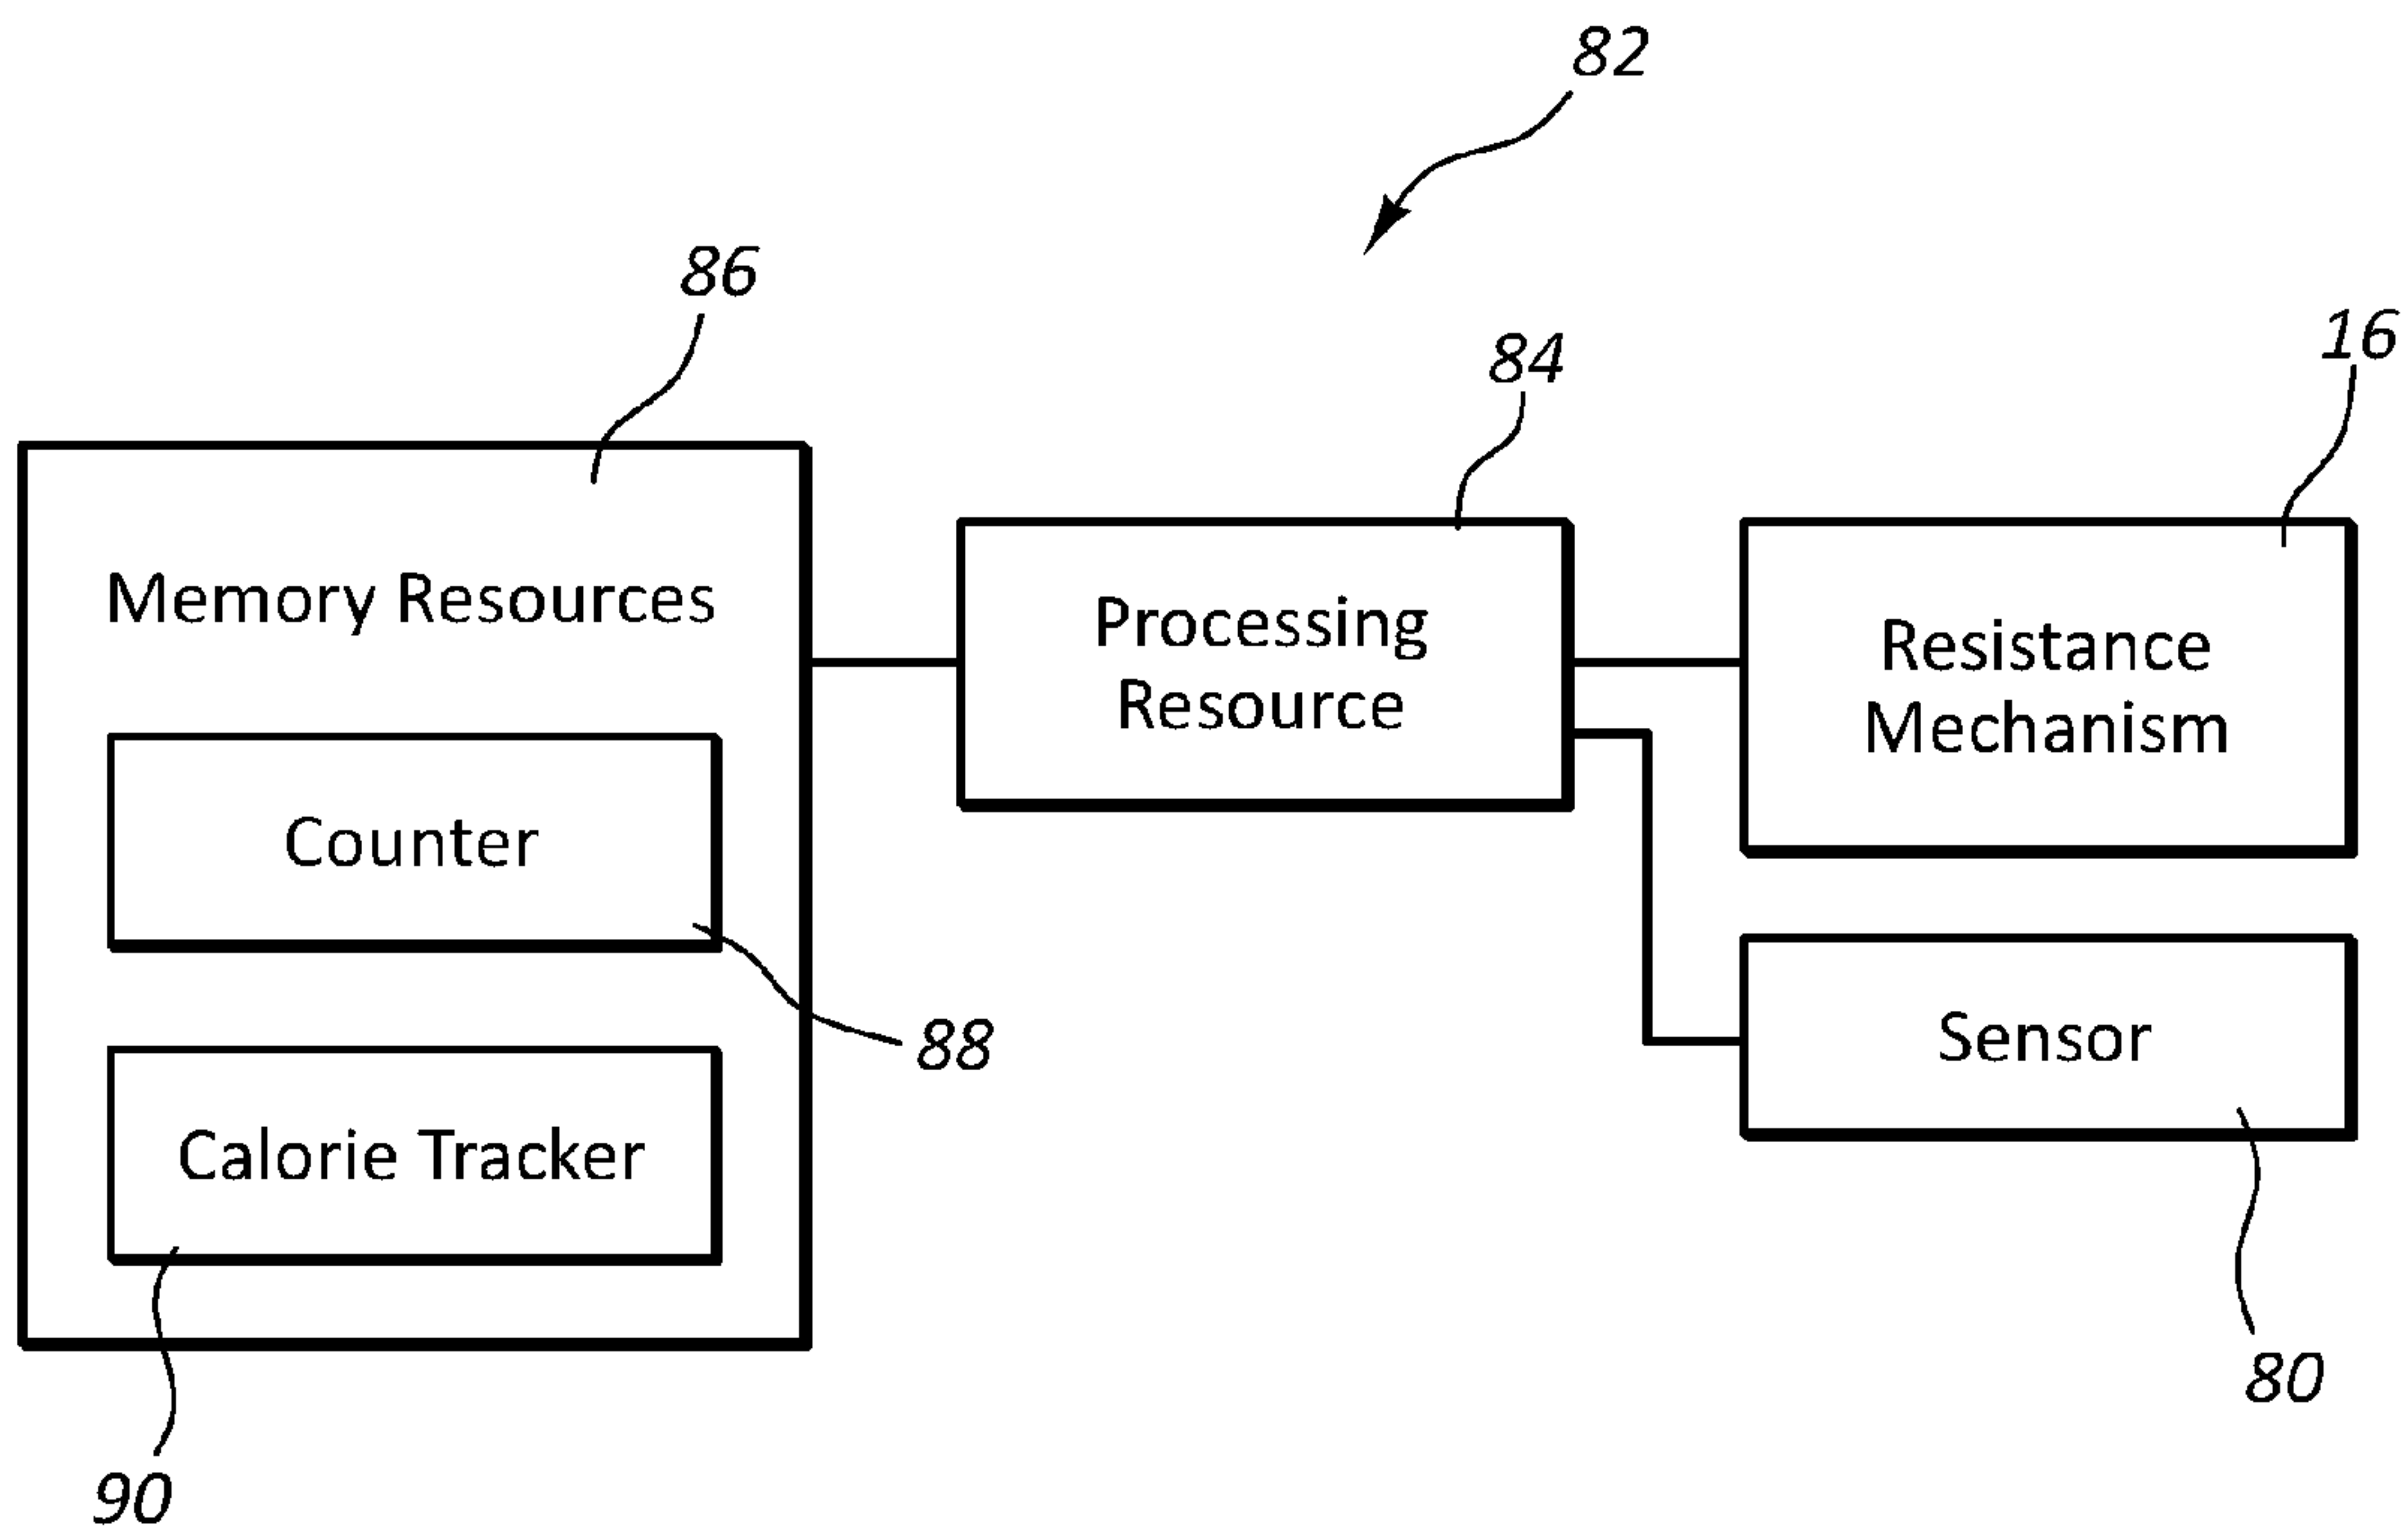 82
86
84
16
Memory Resources
Processing
Resource
Resistance
Mechanism
Counter
88
Sensor
Calorie Tracker
80
90